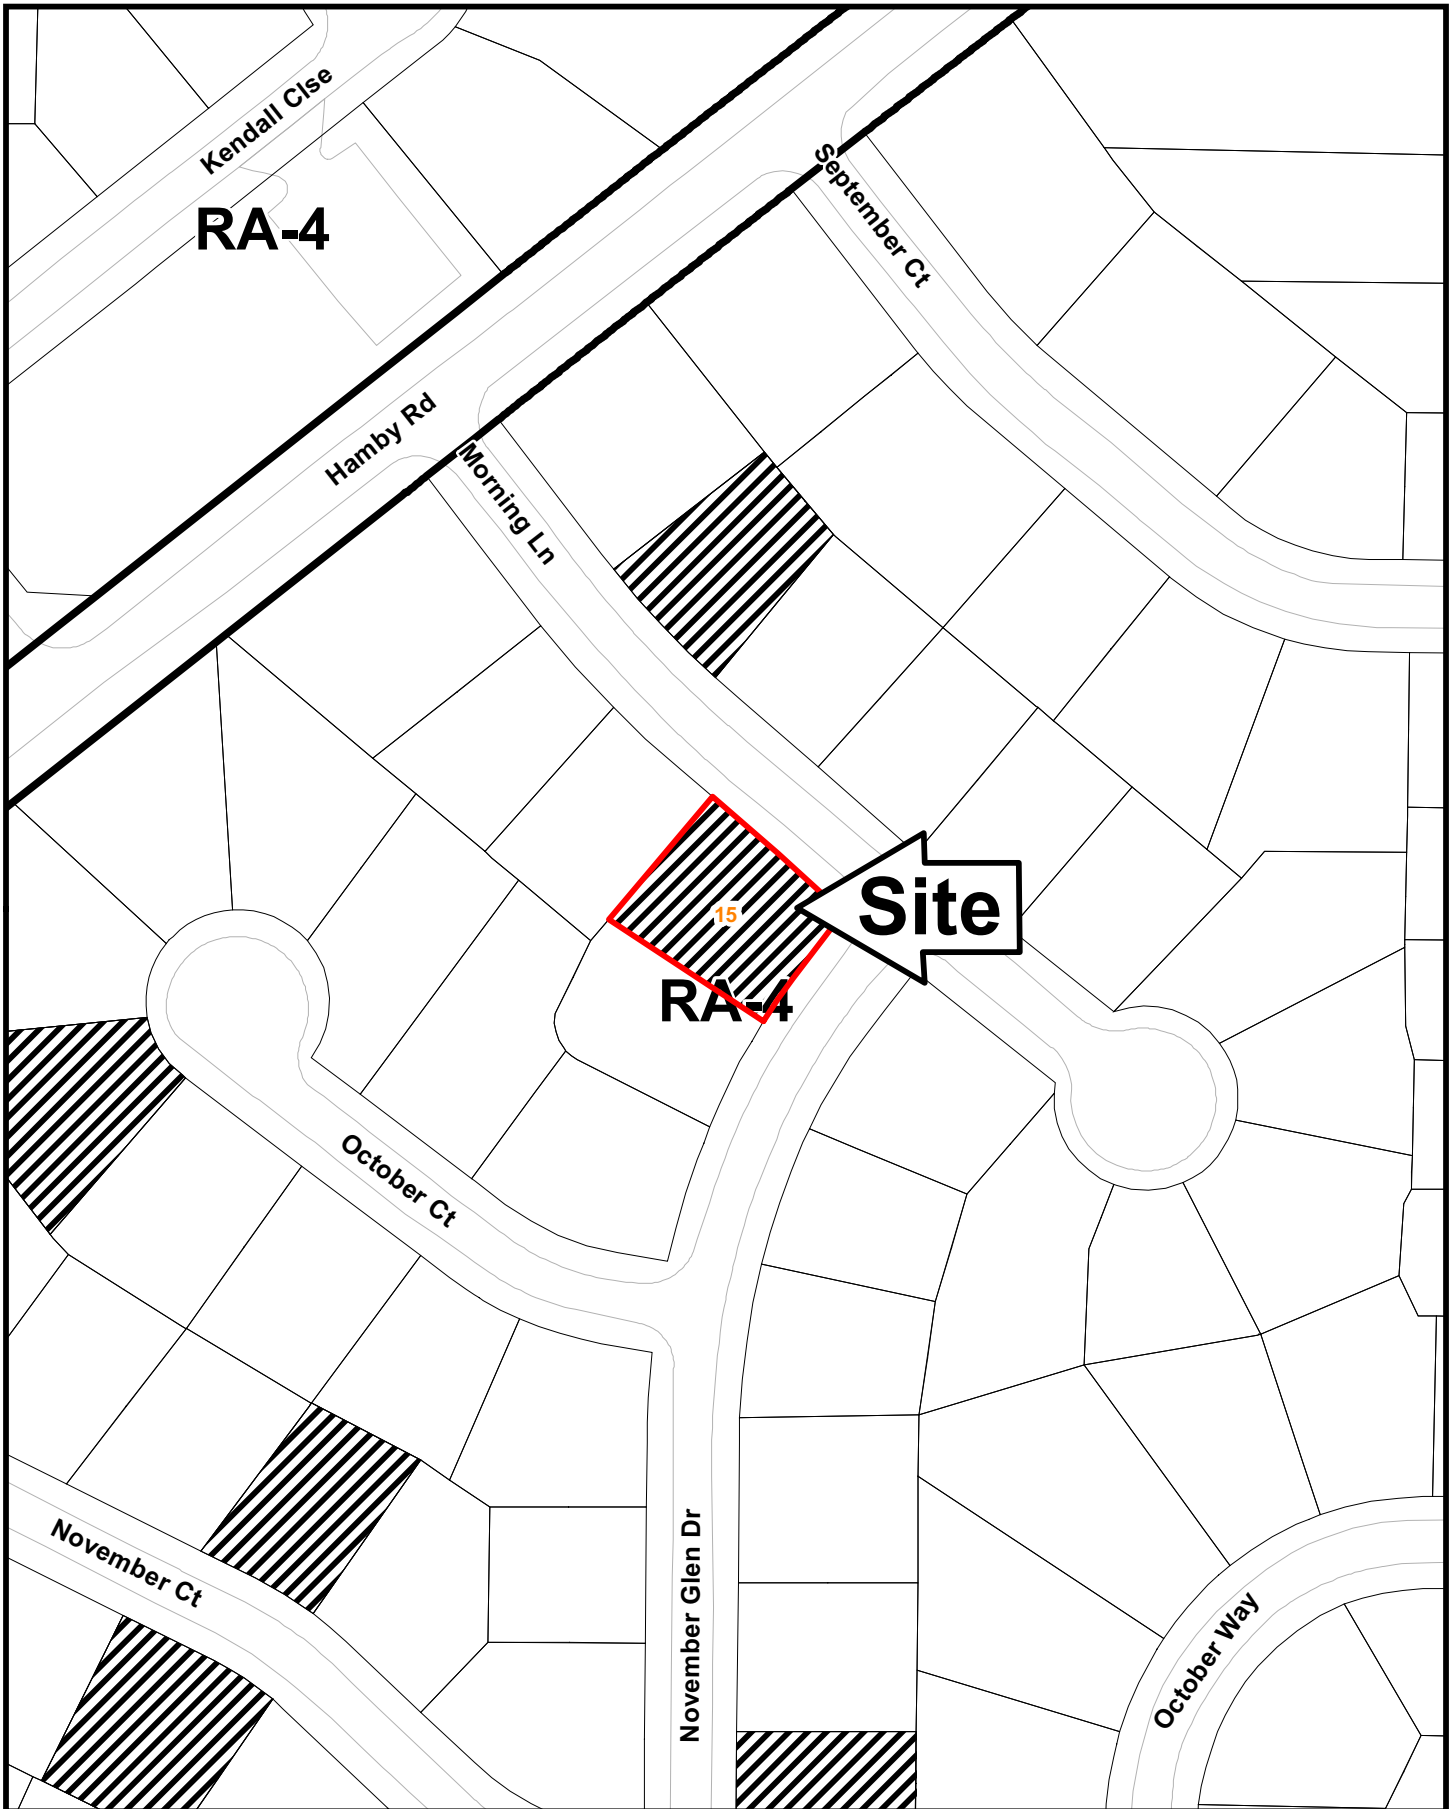 Kendall Clse
RA-4
September Ct
Hamby Rd
Morning Ln
Site
15
RA-4
October Ct
November Ct
November Glen Dr
October Way